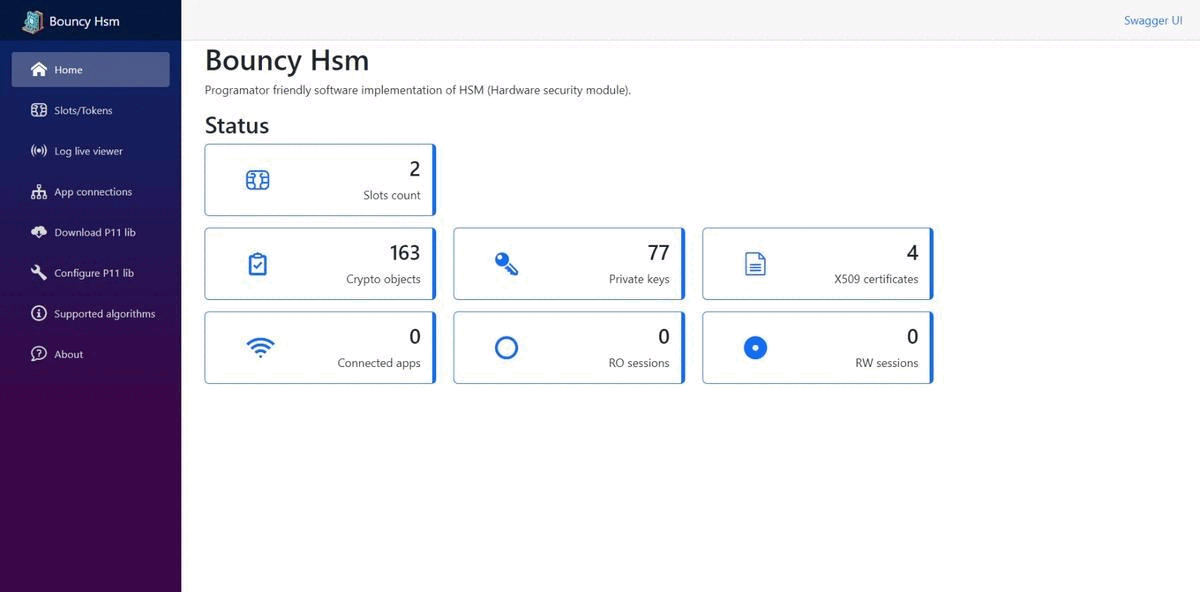 Bouncy Hsm
Swagger UI
Home
Slots/Tokens
Log live viewer
App connections
Download P11 lib
Configure P11 lib
Supported algorithms
About
Bouncy Hsm
Programator friendly software implementation of HSM (Hardware security module).
Status
2
Slots count
163
Crypto objects
77
Private keys
4
X509 certificates
0
Connected apps
0
RO sessions
0
RW sessions